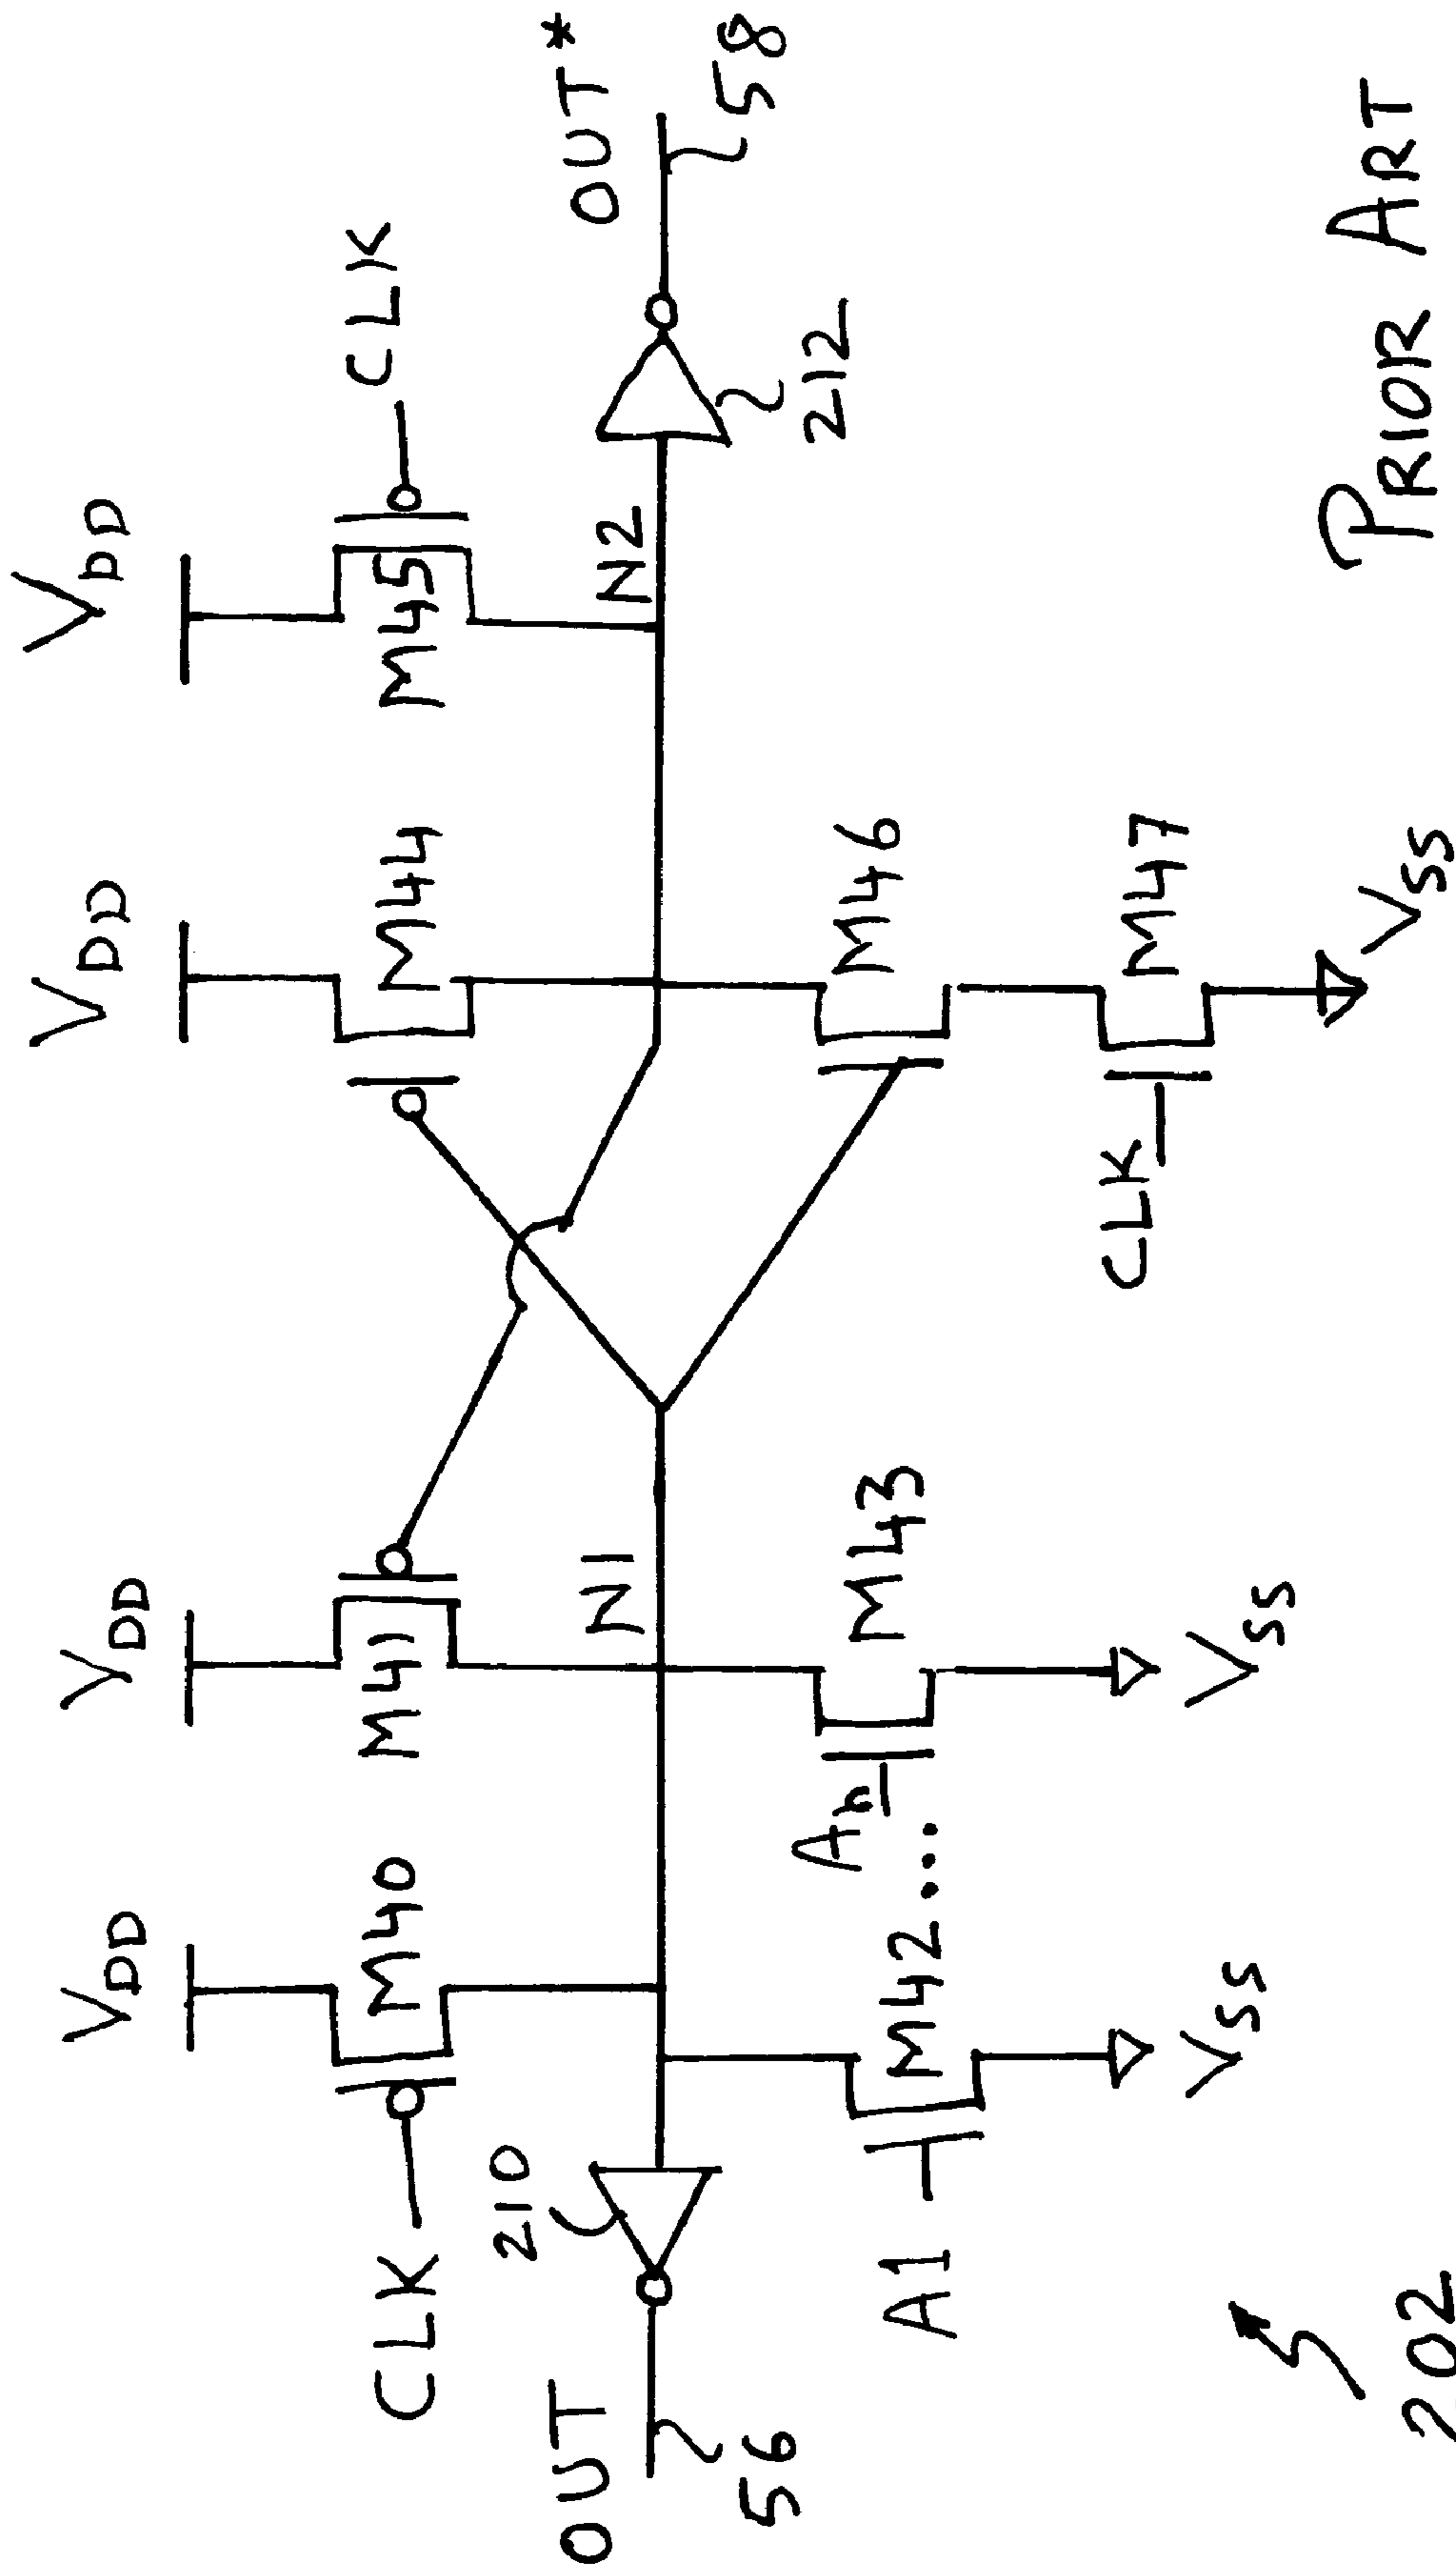 VDD
VDD
VDD
VDD
CLK
M40
M41
M44
M45
CLK
OUT
210
N1
N2
OUT*
56
212
58
A1
M42
...
An
M43
M46
CLK
M47
VSS
VSS
VSS
202
PRIOR ART